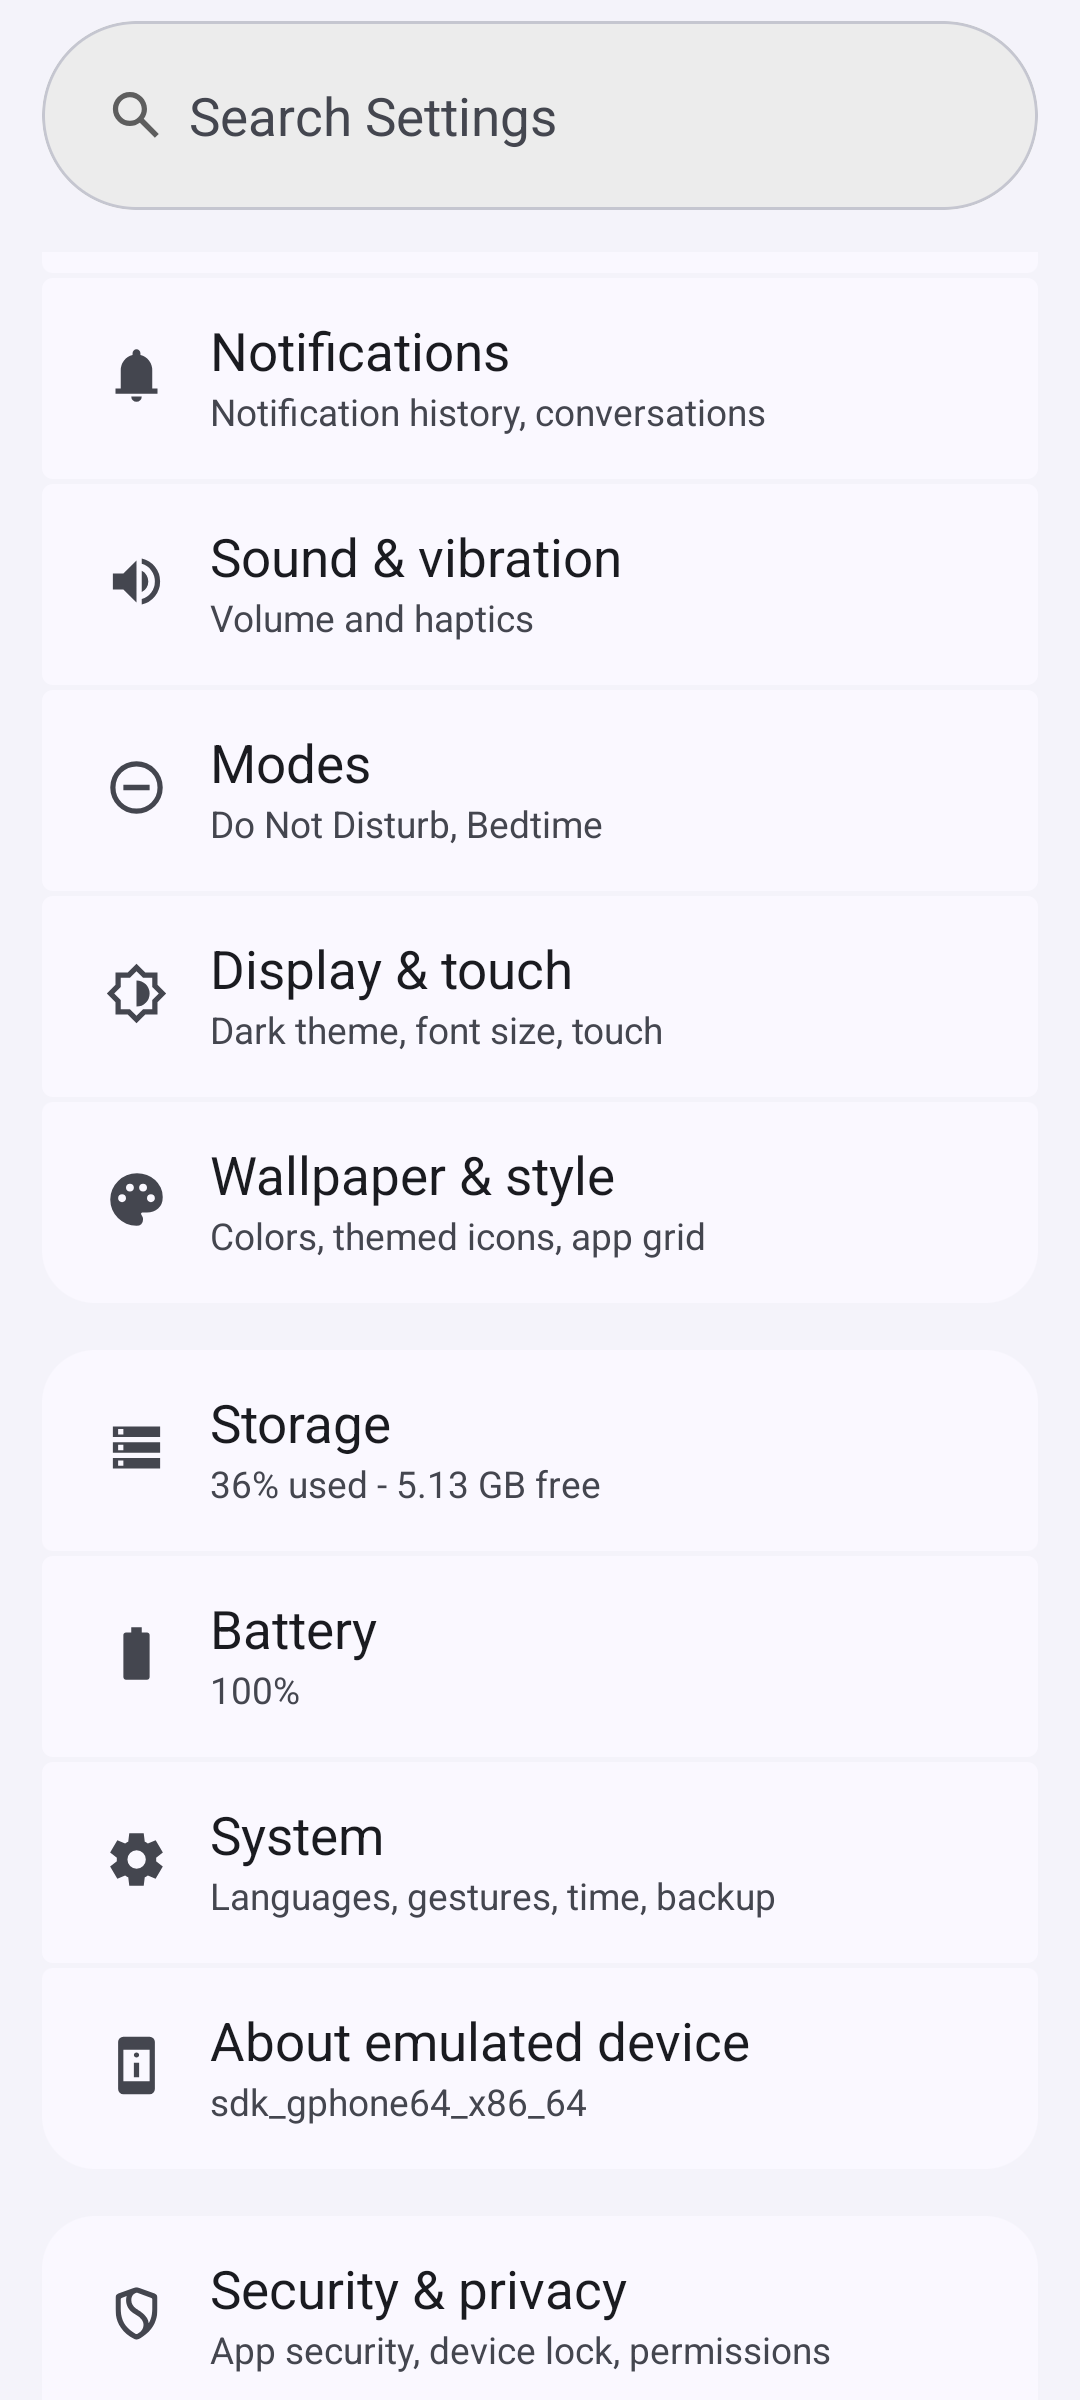 Search Settings
Notifications
Notification history, conversations
Sound & vibration
Volume and haptics
Modes
Do Not Disturb, Bedtime
Display & touch
Dark theme, font size, touch
Wallpaper & style
Colors, themed icons, app grid
Storage
36% used - 5.13 GB free
Battery
100%
System
Languages, gestures, time, backup
About emulated device
sdk_gphone64_x86_64
Security & privacy
App security, device lock, permissions